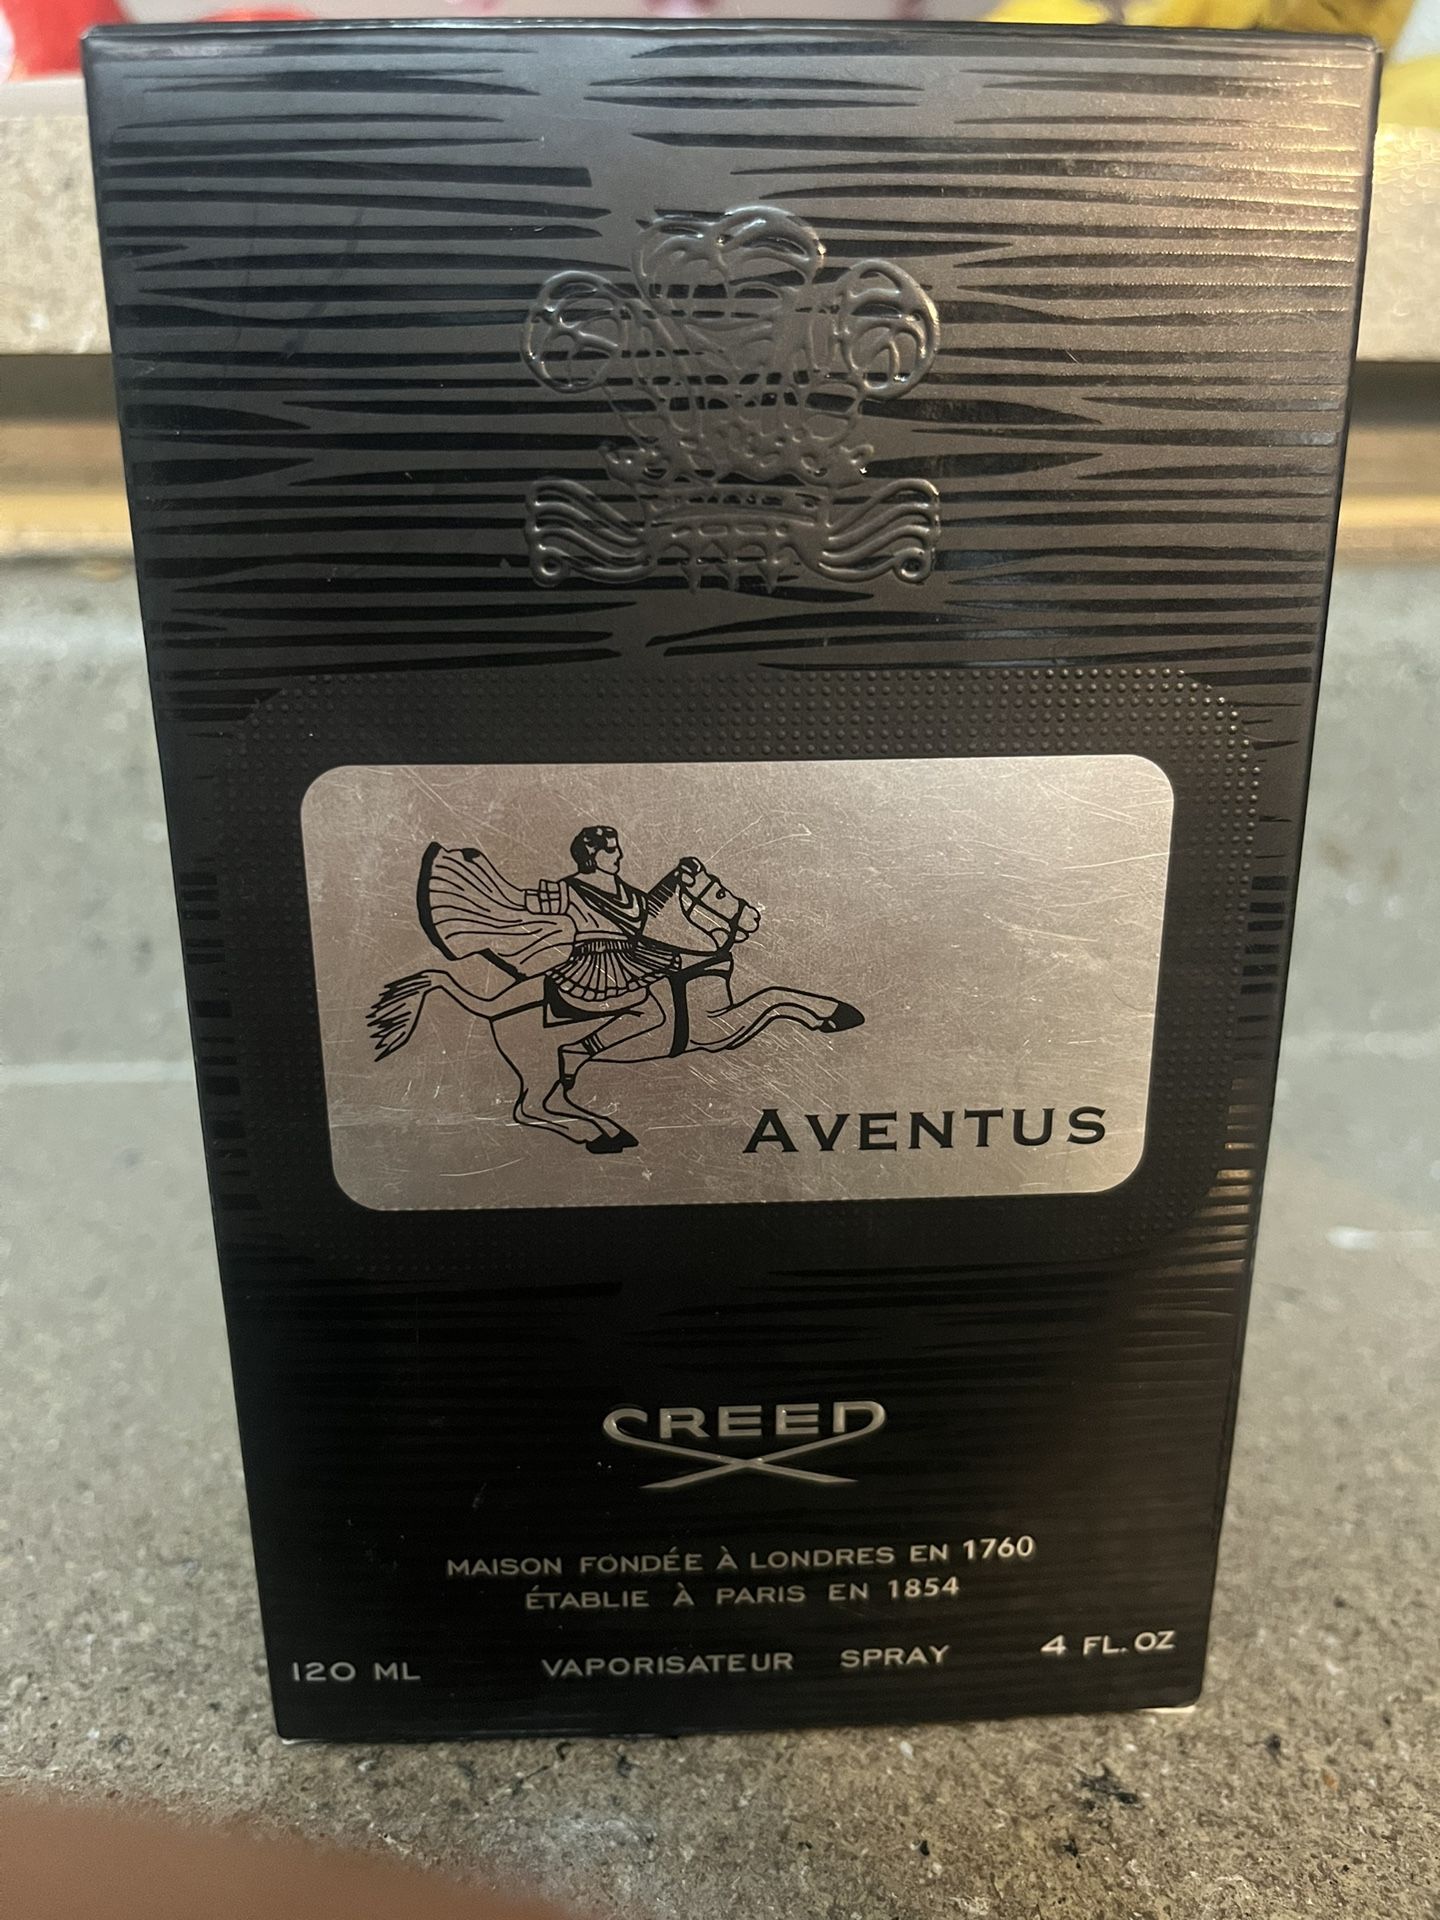 AVENTUS
CREED
MAISON FONDÉE À LONDRES EN 1760
ÉTABLIE À PARIS EN 1854
120 ML VAPORISATEUR SPRAY 4 FL. OZ